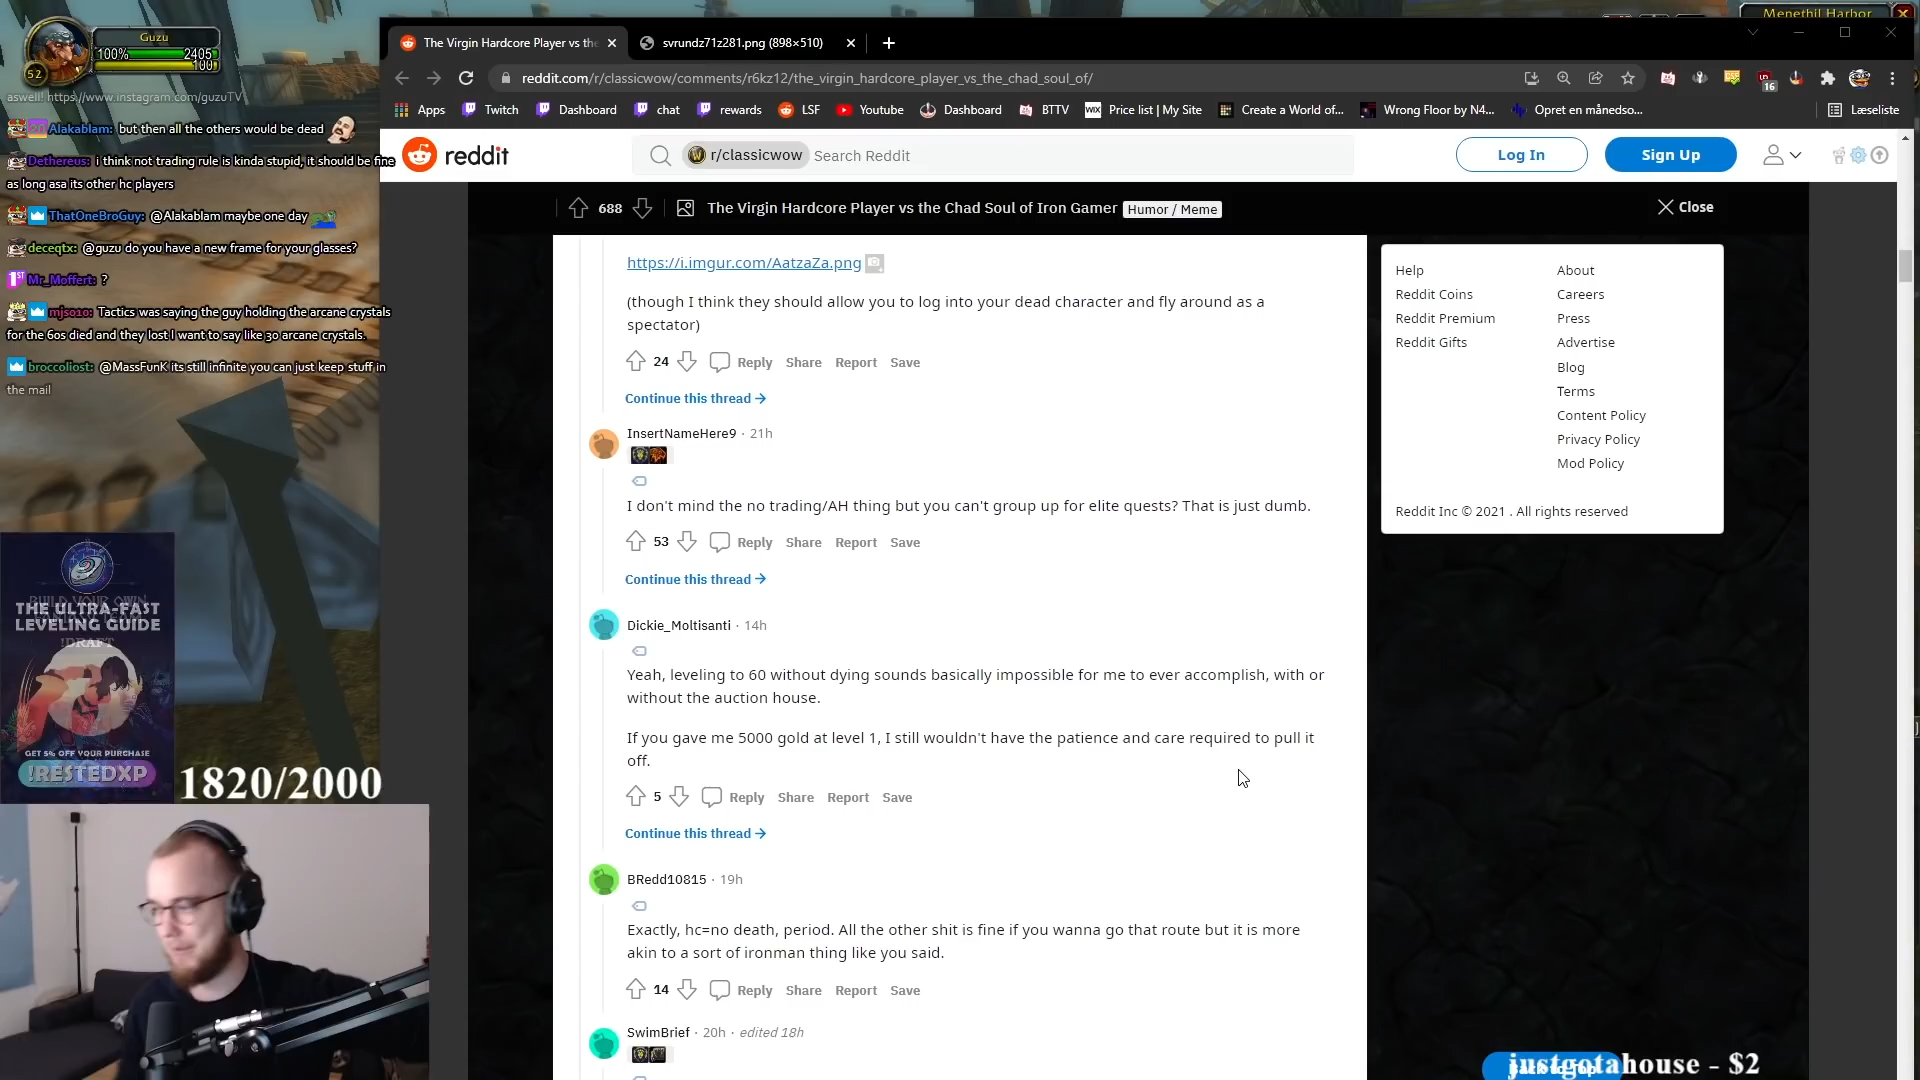 Guzu
100% 2405
100
52
aswell! https://www.instagram.com/guzuTV
Alakablam: but then all the others would be dead
Dethereus: i think not trading rule is kinda stupid, it should be fine
as long asa its other hc players
ThatOneBroGuy: @Alakablam maybe one day
deceqtx: @guzu do you have a new frame for your glasses?
Mr_Moffert: ?
mjso10: Tactics was saying the guy holding the arcane crystals
for the 60s died and they lost I want to say like 30 arcane crystals.
broccoliost: @MassFunK its still infinite you can just keep stuff in
the mail
THE ULTRA-FAST
LEVELING GUIDE
!DRAFT
GET 5% OFF YOUR PURCHASE
!RESTEDXP
1820/2000
Menethil Harbor
The Virgin Hardcore Player vs the
svrundz71z281.png (898×510)
reddit.com/r/classicwow/comments/r6kz12/the_virgin_hardcore_player_vs_the_chad_soul_of/
16
Apps Twitch Dashboard chat rewards LSF Youtube Dashboard BTTV Price list | My Site Create a World of... Wrong Floor by N4... Opret en månedso... Læseliste
reddit
r/classicwow Search Reddit
Log In
Sign Up
688 The Virgin Hardcore Player vs the Chad Soul of Iron Gamer Humor / Meme
Close
https://i.imgur.com/AatzaZa.png
(though I think they should allow you to log into your dead character and fly around as a
spectator)
24 Reply Share Report Save
Continue this thread
InsertNameHere9 · 21h
I don't mind the no trading/AH thing but you can't group up for elite quests? That is just dumb.
53 Reply Share Report Save
Continue this thread
Dickie_Moltisanti · 14h
Yeah, leveling to 60 without dying sounds basically impossible for me to ever accomplish, with or
without the auction house.
If you gave me 5000 gold at level 1, I still wouldn't have the patience and care required to pull it
off.
5 Reply Share Report Save
Continue this thread
BRedd10815 · 19h
Exactly, hc=no death, period. All the other shit is fine if you wanna go that route but it is more
akin to a sort of ironman thing like you said.
14 Reply Share Report Save
SwimBrief · 20h · edited 18h
Help About
Reddit Coins Careers
Reddit Premium Press
Reddit Gifts Advertise
Blog
Terms
Content Policy
Privacy Policy
Mod Policy
Reddit Inc © 2021 . All rights reserved
justgotahouse - $2